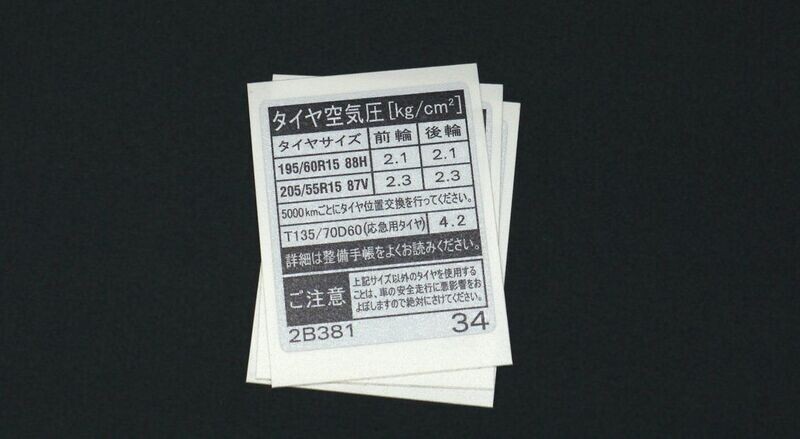 タイヤ空気圧[kg/cm²]
タイヤサイズ 前輪 後輪
195/60R15 88H 2.1 2.1
205/55R15 87V 2.3 2.3
5000kmごとにタイヤ位置交換を行ってください。
T135/70D60(応急用タイヤ) 4.2
詳細は整備手帳をよくお読みください。
ご注意
上記サイズ以外のタイヤを使用する
ことは、車の安全走行に悪影響をお
よぼしますので絶対にさけてください。
2B381 34